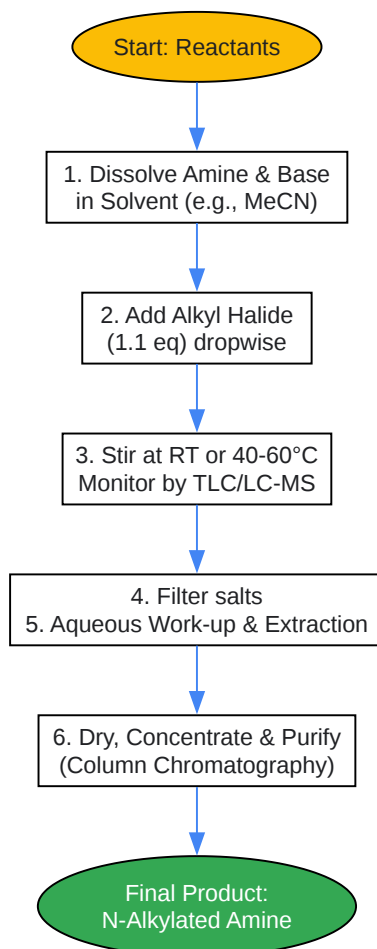 Start: Reactants
1. Dissolve Amine & Base
in Solvent (e.g., MeCN)
2. Add Alkyl Halide
(1.1 eq) dropwise
3. Stir at RT or 40-60°C
Monitor by TLC/LC-MS
4. Filter salts
5. Aqueous Work-up & Extraction
6. Dry, Concentrate & Purify
(Column Chromatography)
Final Product:
N-Alkylated Amine